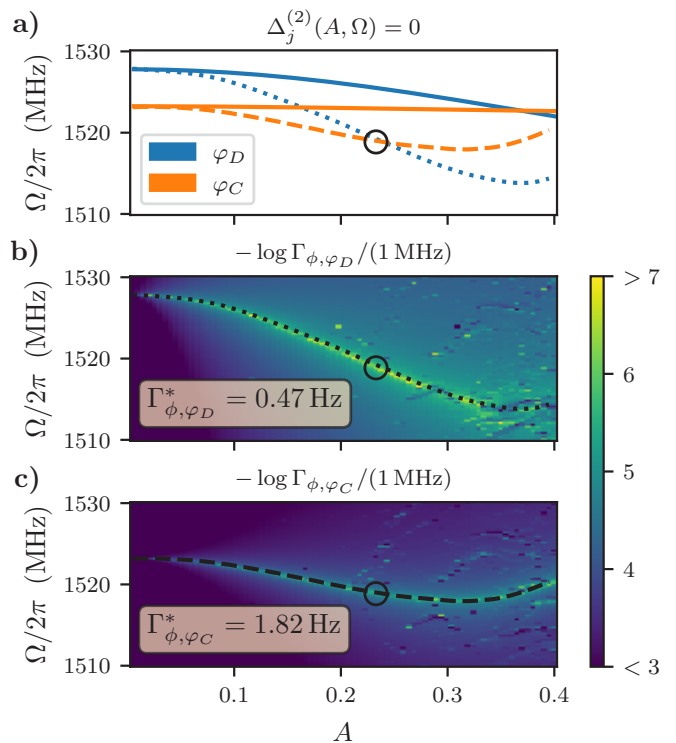 a)
Δ_j^{(2)}(A, Ω) = 0
1530
1520
1510
Ω/2π (MHz)
φ_D
φ_C
b)
− log Γ_{ϕ,φ_D}/(1 MHz)
1530
1520
1510
Ω/2π (MHz)
Γ*_{ϕ,φ_D} = 0.47 Hz
> 7
6
5
4
< 3
c)
− log Γ_{ϕ,φ_C}/(1 MHz)
1530
1520
1510
Ω/2π (MHz)
Γ*_{ϕ,φ_C} = 1.82 Hz
0.1
0.2
0.3
0.4
A